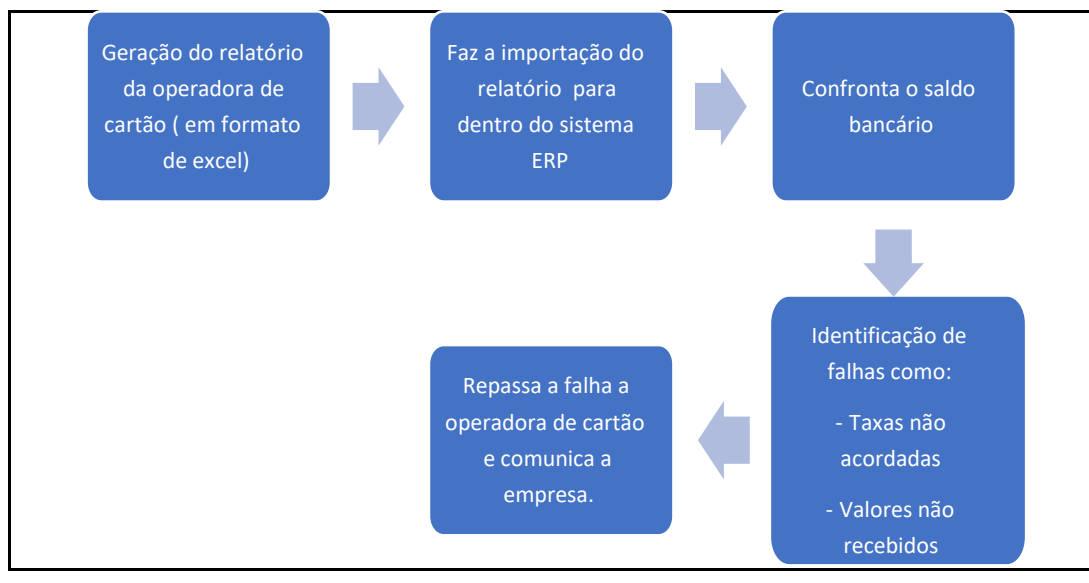 Geração do relatório
da operadora de
cartão ( em formato
de excel)
Faz a importação do
relatório para
dentro do sistema
ERP
Confronta o saldo
bancário
Identificação de
falhas como:
- Taxas não
acordadas
- Valores não
recebidos
Repassa a falha a
operadora de cartão
e comunica a
empresa.